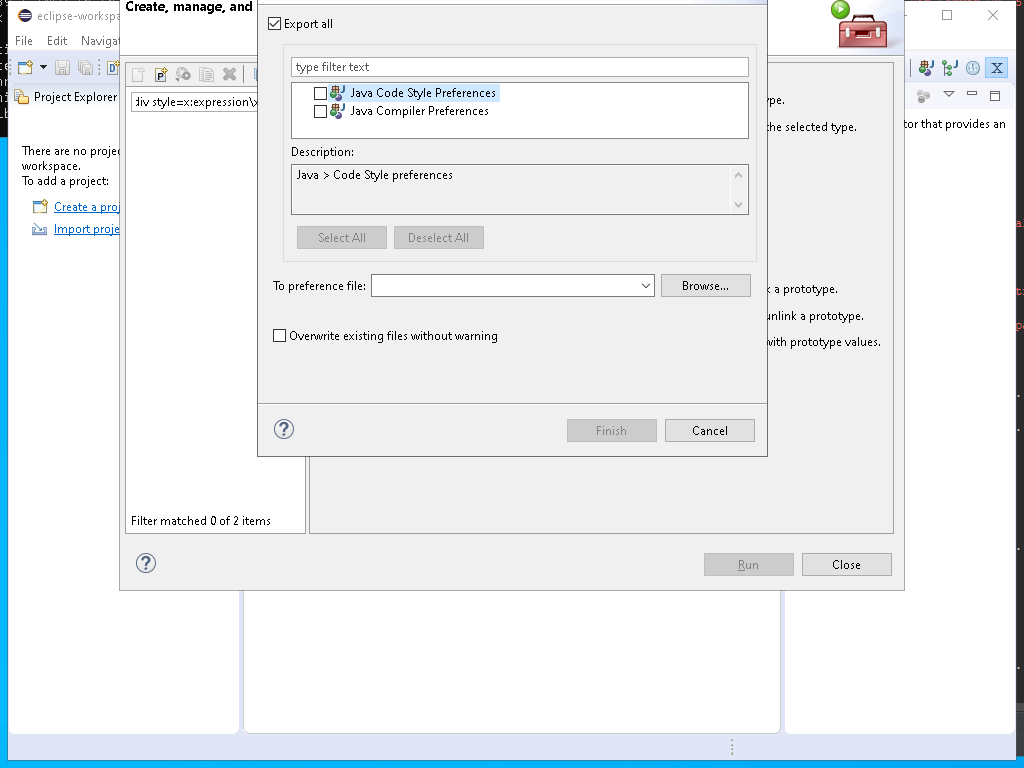 eclipse-workspa
Create, manage, and
File Edit Navigat
Export all
type filter text
Java Code Style Preferences
Java Compiler Preferences
Project Explorer
div style=x:expression\x
ype.
he selected type.
tor that provides an
There are no projec
workspace.
To add a project:
Create a proj
Import proje
Description:
Java > Code Style preferences
Select All Deselect All
To preference file: Browse...
k a prototype.
unlink a prototype.
with prototype values.
Overwrite existing files without warning
? Finish Cancel
Filter matched 0 of 2 items
? Run Close